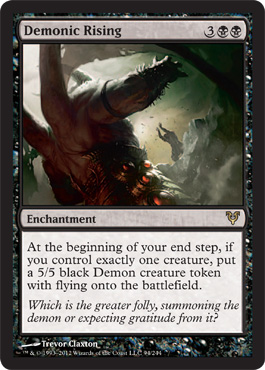 Demonic Rising 3
Enchantment
At the beginning of your end step, if
you control exactly one creature, put
a 5/5 black Demon creature token
with flying onto the battlefield.
Which is the greater folly, summoning the
demon or expecting gratitude from it?
Trevor Claxton
™ & © 1993–2012 Wizards of the Coast LLC 94/244